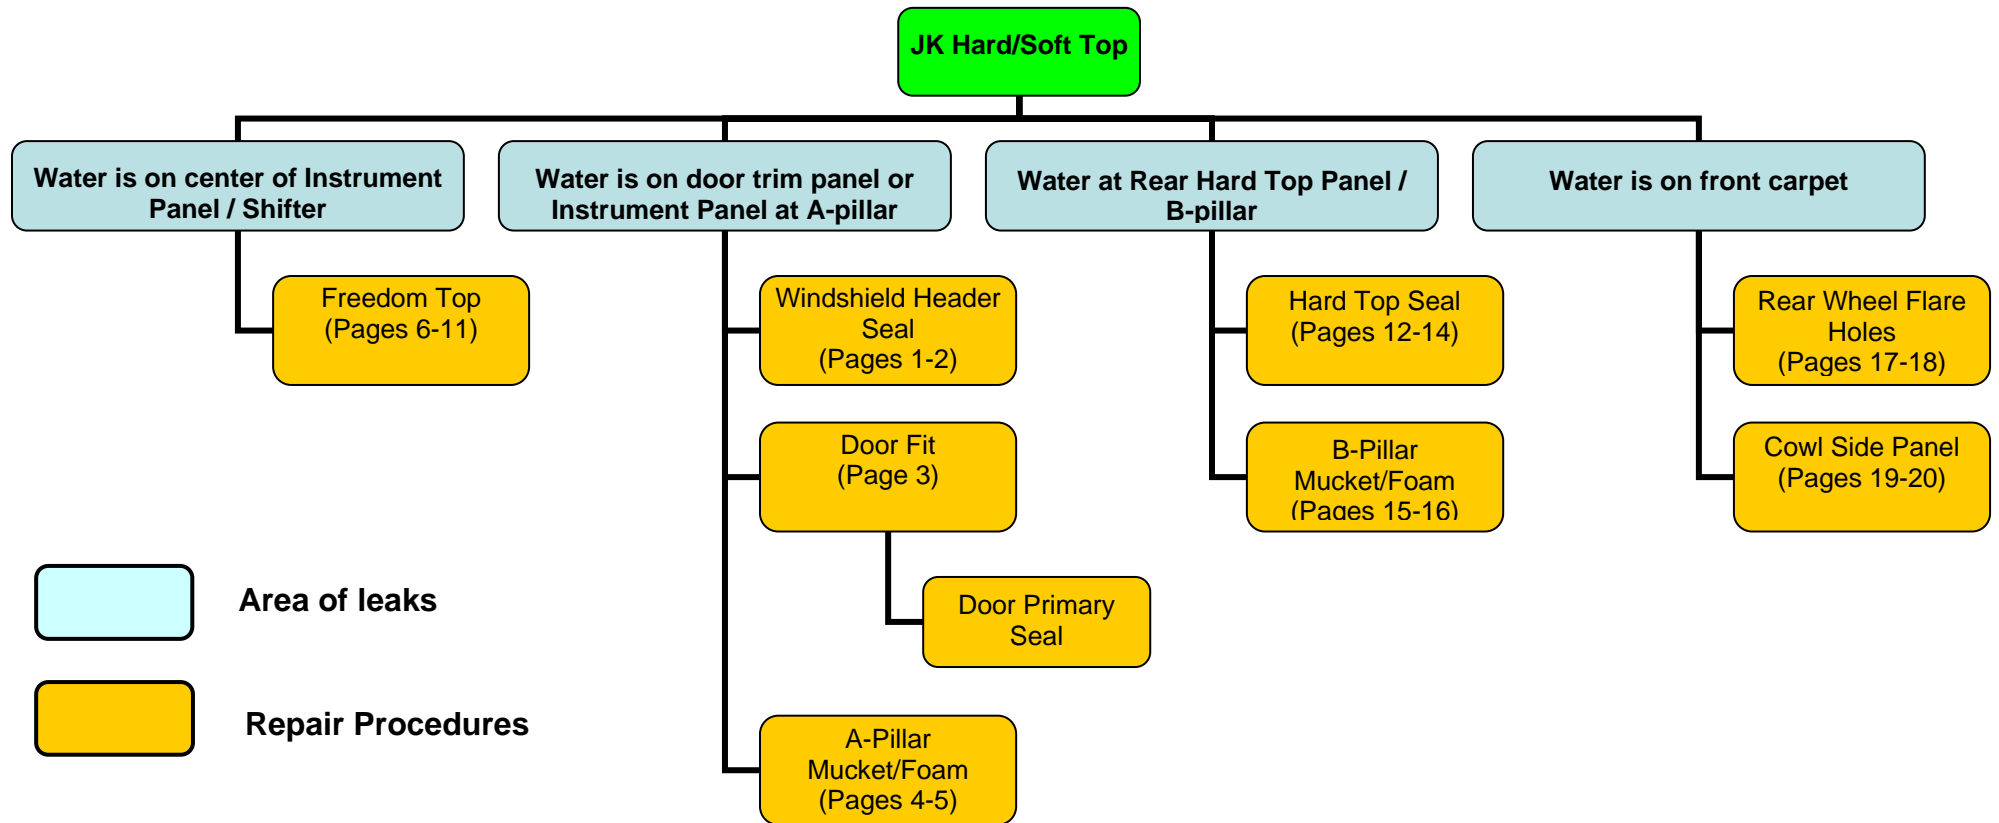 JK Hard/Soft Top
Water is on center of Instrument
Panel / Shifter
Water is on door trim panel or
Instrument Panel at A-pillar
Water at Rear Hard Top Panel /
B-pillar
Water is on front carpet
Freedom Top
(Pages 6-11)
Windshield Header
Seal
(Pages 1-2)
Hard Top Seal
(Pages 12-14)
Rear Wheel Flare
Holes
(Pages 17-18)
Door Fit
(Page 3)
B-Pillar
Mucket/Foam
(Pages 15-16)
Cowl Side Panel
(Pages 19-20)
Door Primary
Seal
A-Pillar
Mucket/Foam
(Pages 4-5)
Area of leaks
Repair Procedures